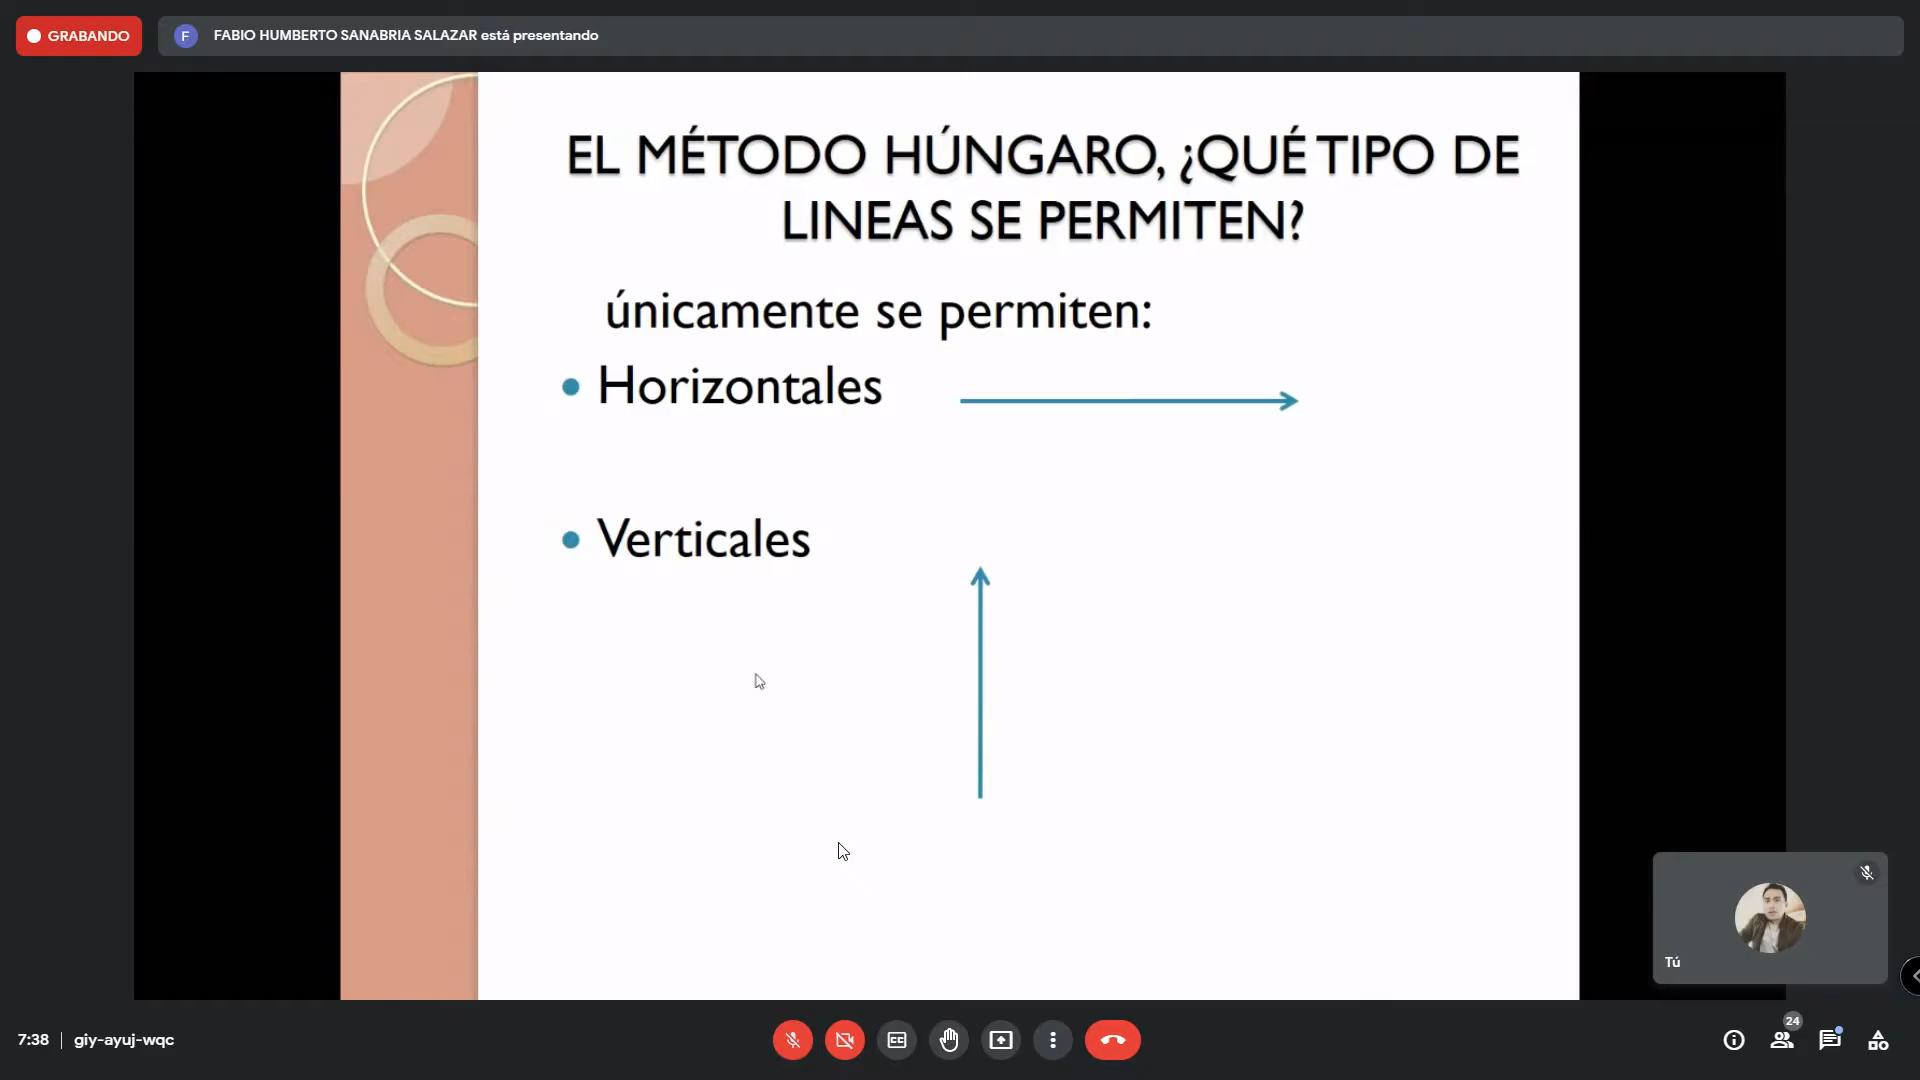 GRABANDO
F
FABIO HUMBERTO SANABRIA SALAZAR está presentando
EL MÉTODO HÚNGARO, ¿QUÉ TIPO DE
LINEAS SE PERMITEN?
únicamente se permiten:
Horizontales
Verticales
Tú
7:38
giy-ayuj-wqc
CC
24